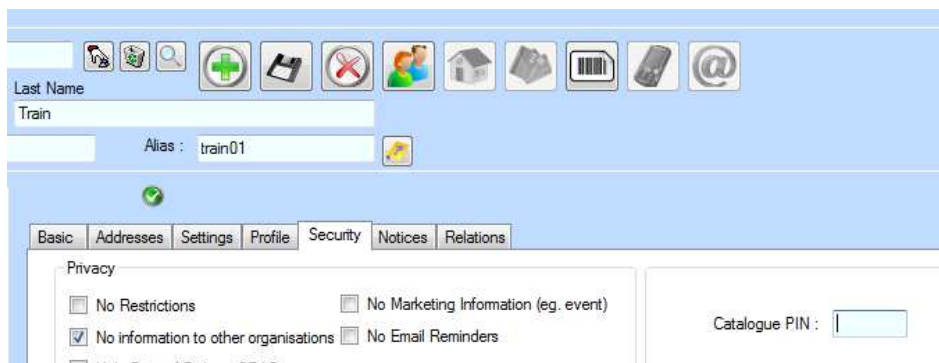 Last Name
Train
Alias : train01
Basic Addresses Settings Profile Security Notices Relations
Privacy
No Restrictions No Marketing Information (eg. event)
Catalogue PIN :
No information to other organisations No Email Reminders